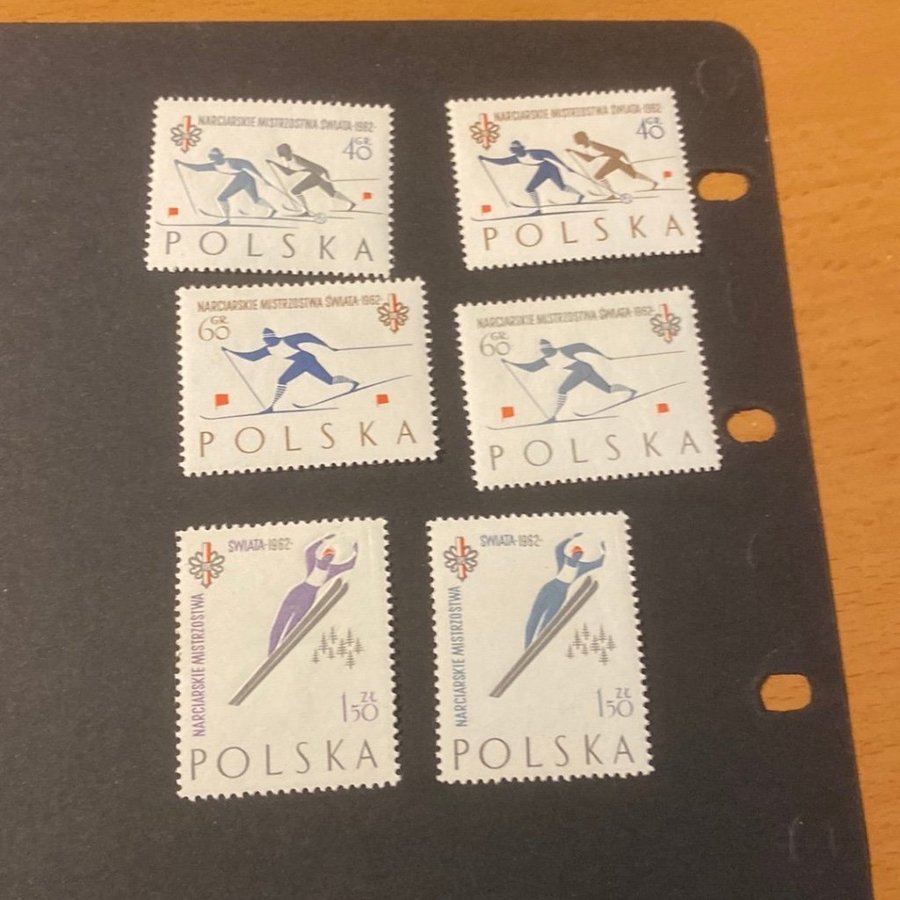 NARCIARSKIE MISTRZOSTWA ŚWIATA·1962·
40 GR.
POLSKA
NARCIARSKIE MISTRZOSTWA ŚWIATA·1962·
40 GR.
POLSKA
NARCIARSKIE MISTRZOSTWA ŚWIATA·1962·
60 GR.
POLSKA
NARCIARSKIE MISTRZOSTWA ŚWIATA·1962·
60 GR.
POLSKA
NARCIARSKIE MISTRZOSTWA
ŚWIATA·1962·
1 50 ZŁ
POLSKA
NARCIARSKIE MISTRZOSTWA
ŚWIATA·1962·
1 50 ZŁ
POLSKA